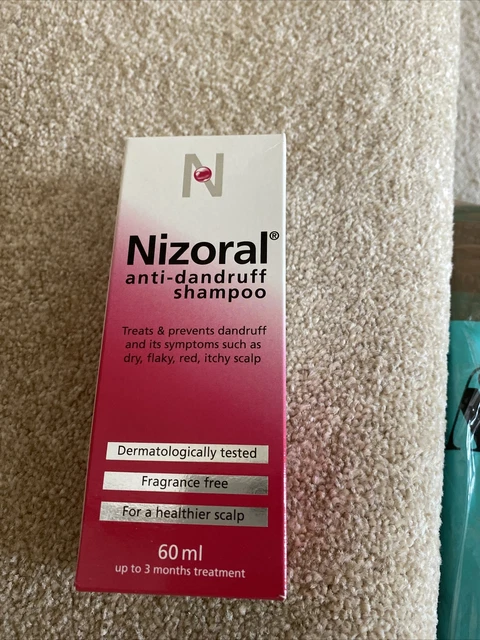 N
Nizoral®
anti-dandruff
shampoo
Treats & prevents dandruff
and its symptoms such as
dry, flaky, red, itchy scalp
Dermatologically tested
Fragrance free
For a healthier scalp
60 ml
up to 3 months treatment